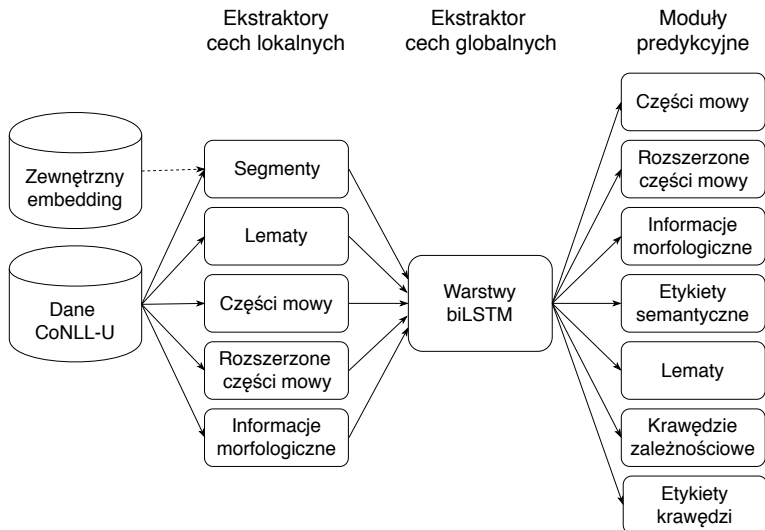 Ekstraktory
cech lokalnych
Ekstraktor
cech globalnych
Moduły
predykcyjne
Zewnętrzny
embedding
Dane
CoNLL-U
Segmenty
Lematy
Części mowy
Rozszerzone
części mowy
Informacje
morfologiczne
Warstwy
biLSTM
Części mowy
Rozszerzone
części mowy
Informacje
morfologiczne
Etykiety
semantyczne
Lematy
Krawędzie
zależnościowe
Etykiety
krawędzi